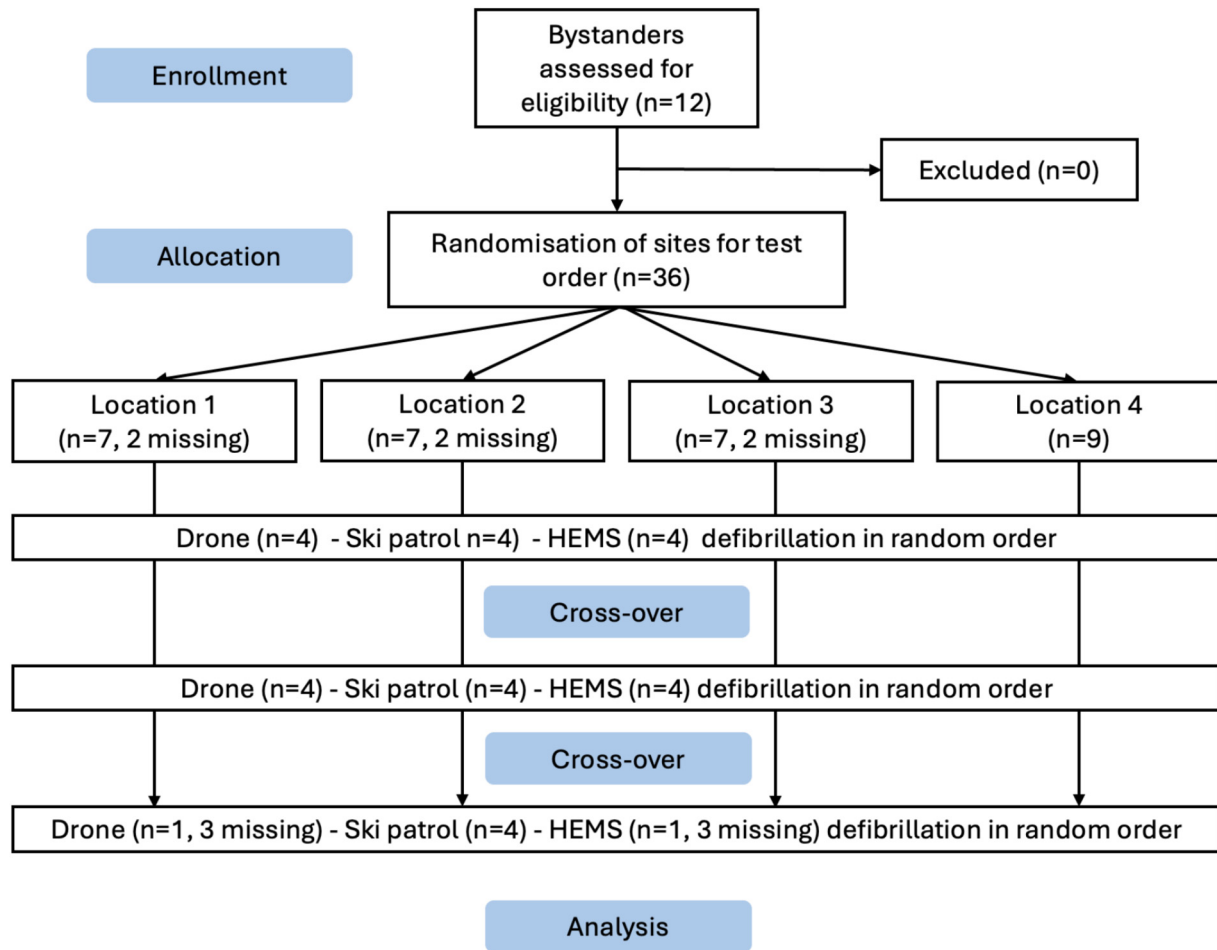 Enrollment
Bystanders
assessed for
eligibility (n=12)
Excluded (n=0)
Allocation
Randomisation of sites for test
order (n=36)
Location 1
(n=7, 2 missing)
Location 2
(n=7, 2 missing)
Location 3
(n=7, 2 missing)
Location 4
(n=9)
Drone (n=4)  - Ski patrol n=4)  - HEMS (n=4)  defibrillation in random order
Cross-over
Drone (n=4) - Ski patrol (n=4) - HEMS (n=4) defibrillation in random order
Cross-over
Drone (n=1, 3 missing) - Ski patrol (n=4) - HEMS (n=1, 3 missing) defibrillation in random order
Analysis